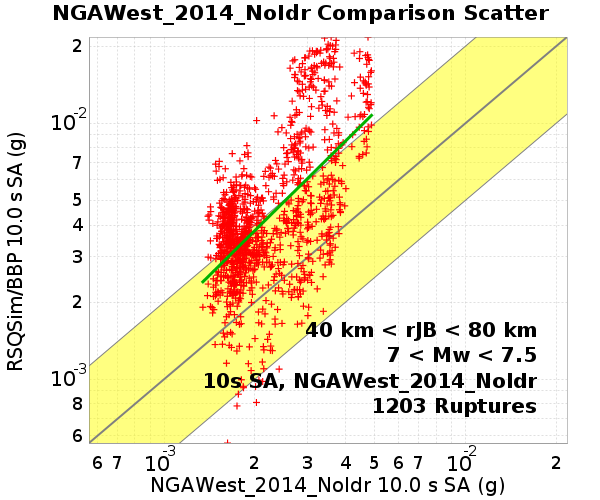 NGAWest_2014_NoIdr Comparison Scatter
RSQSim/BBP 10.0 s SA (g)
2
10-2
7
5
4
3
2
10-3
8
6
40 km < rJB < 80 km
7 < Mw < 7.5
10s SA, NGAWest_2014_NoIdr
1203 Ruptures
6 7 10-3 2 3 4 5 6 7 10-2 2
NGAWest_2014_NoIdr 10.0 s SA (g)